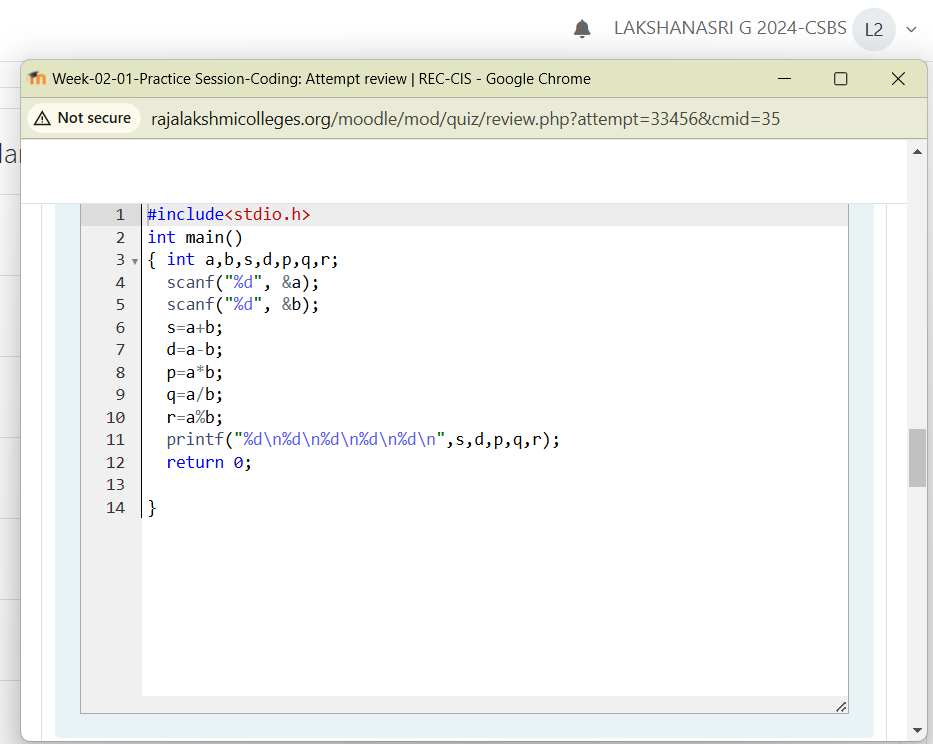 LAKSHANASRI G 2024-CSBS L2
Week-02-01-Practice Session-Coding: Attempt review | REC-CIS - Google Chrome
Not secure rajalakshmicolleges.org/moodle/mod/quiz/review.php?attempt=33456&cmid=35
1 #include<stdio.h>
2 int main()
3 { int a,b,s,d,p,q,r;
4 scanf("%d", &a);
5 scanf("%d", &b);
6 s=a+b;
7 d=a-b;
8 p=a*b;
9 q=a/b;
10 r=a%b;
11 printf("%d\n%d\n%d\n%d\n%d\n",s,d,p,q,r);
12 return 0;
13
14 }